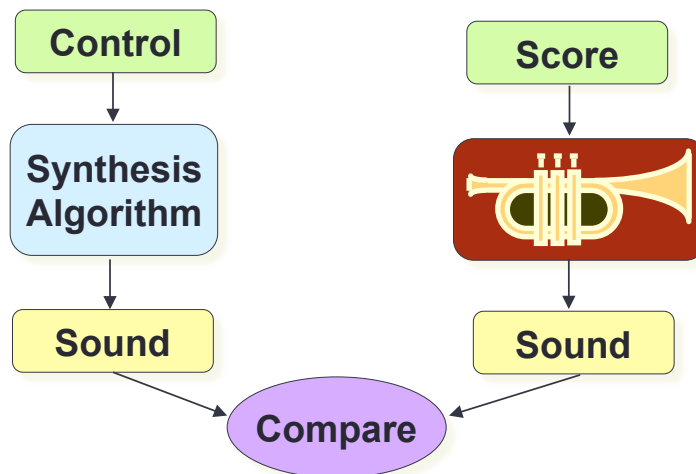 Control
Score
Synthesis
Algorithm
Sound
Sound
Compare